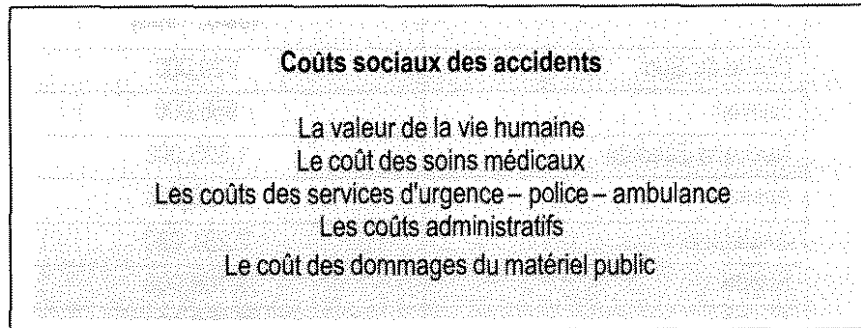 Coûts sociaux des accidents
La valeur de la vie humaine
Le coût des soins médicaux
Les coûts des services d'urgence – police – ambulance
Les coûts administratifs
Le coût des dommages du matériel public